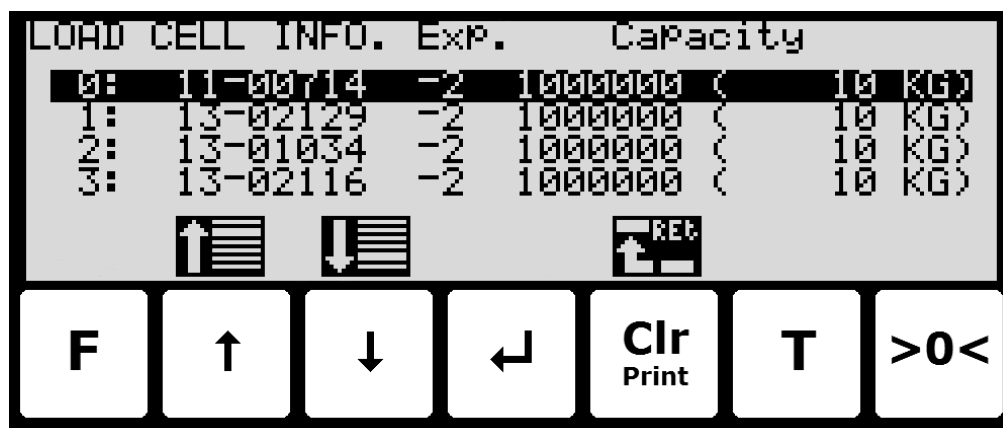 LOAD CELL INFO. Exp. Capacity
0: 11-00714 -2 1000000 ( 10 KG)
1: 13-02129 -2 1000000 ( 10 KG)
2: 13-01034 -2 1000000 ( 10 KG)
3: 13-02116 -2 1000000 ( 10 KG)
REt
F ↑ ↓ ↵ Clr T >0<
Print